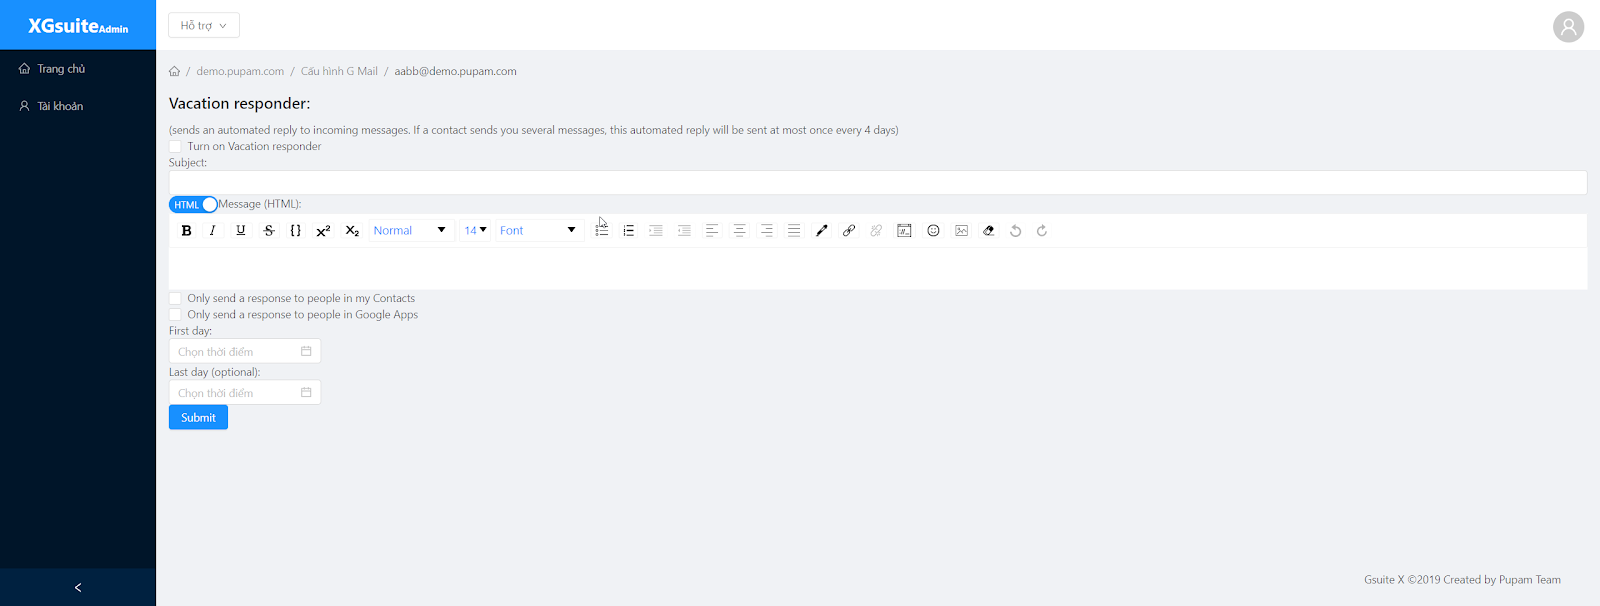 XGsuiteAdmin
Hỗ trợ
Trang chủ
Tài khoản
/ demo.pupam.com / Cấu hình G Mail / aabb@demo.pupam.com
Vacation responder:
(sends an automated reply to incoming messages. If a contact sends you several messages, this automated reply will be sent at most once every 4 days)
Turn on Vacation responder
Subject:
HTML Message (HTML):
B I U S {} X² X₂ Normal 14 Font
Only send a response to people in my Contacts
Only send a response to people in Google Apps
First day:
Chọn thời điểm
Last day (optional):
Chọn thời điểm
Submit
Gsuite X ©2019 Created by Pupam Team